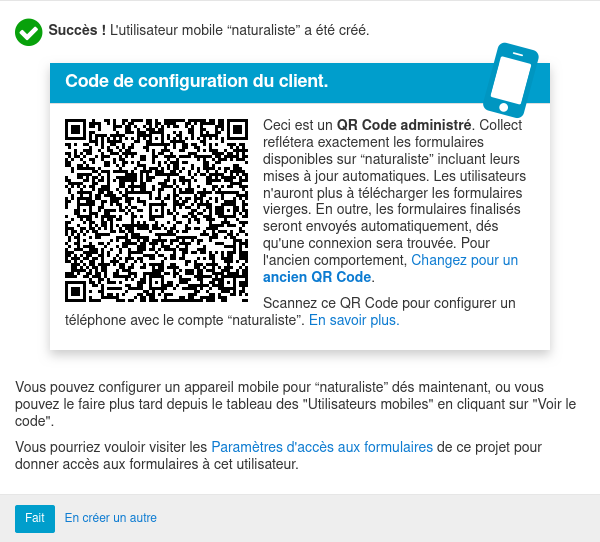 Succès ! L'utilisateur mobile “naturaliste” a été créé.
Code de configuration du client.
Ceci est un QR Code administré. Collect
reflétera exactement les formulaires
disponibles sur “naturaliste” incluant leurs
mises à jour automatiques. Les utilisateurs
n'auront plus à télécharger les formulaires
vierges. En outre, les formulaires finalisés
seront envoyés automatiquement, dés
qu'une connexion sera trouvée. Pour
l'ancien comportement, Changez pour un
ancien QR Code.
Scannez ce QR Code pour configurer un
téléphone avec le compte “naturaliste”. En savoir plus.
Vous pouvez configurer un appareil mobile pour “naturaliste” dés maintenant, ou vous
pouvez le faire plus tard depuis le tableau des "Utilisateurs mobiles" en cliquant sur "Voir le
code".
Vous pourriez vouloir visiter les Paramètres d'accès aux formulaires de ce projet pour
donner accès aux formulaires à cet utilisateur.
Fait
En créer un autre